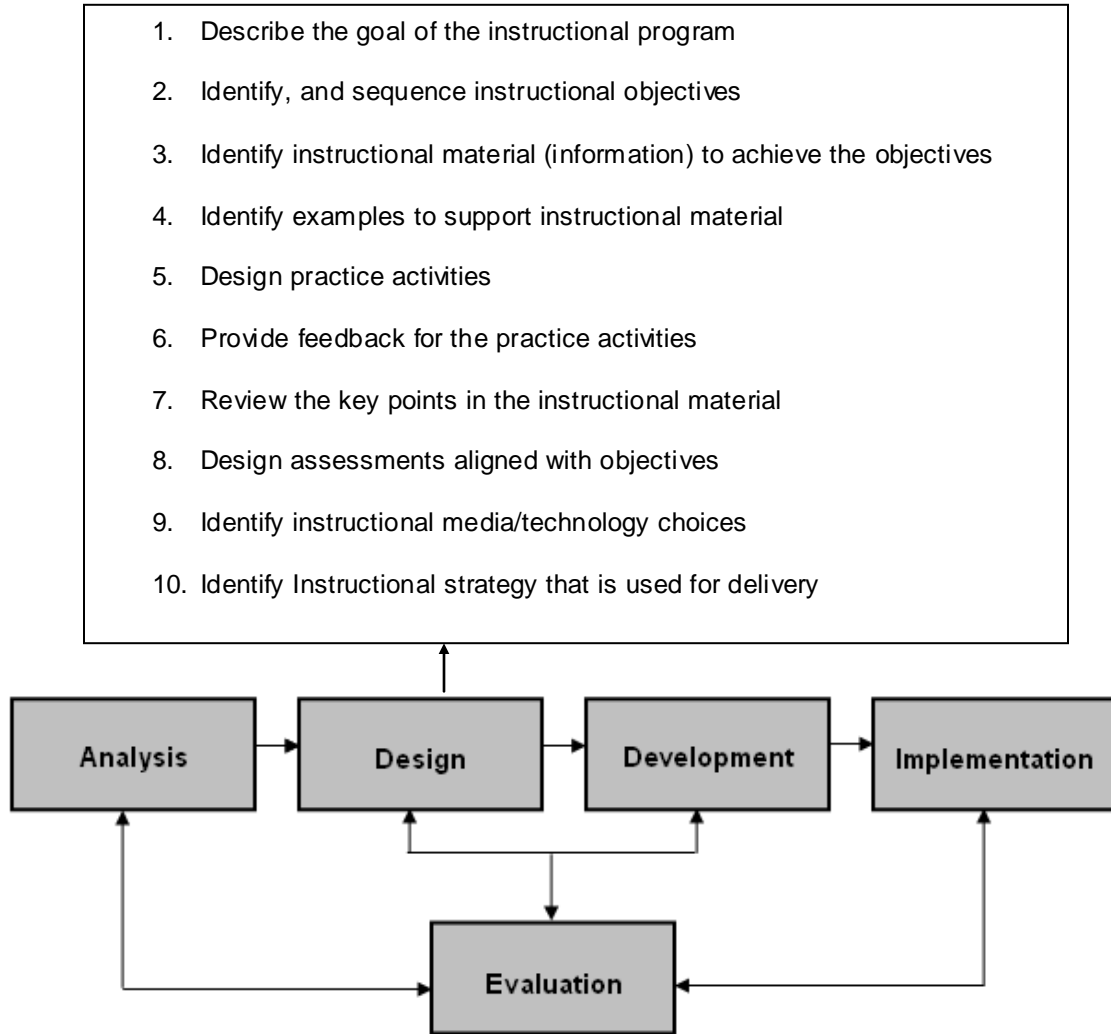 1. Describe the goal of the instructional program
2. Identify, and sequence instructional objectives
3. Identify instructional material (information) to achieve the objectives
4. Identify examples to support instructional material
5. Design practice activities
6. Provide feedback for the practice activities
7. Review the key points in the instructional material
8. Design assessments aligned with objectives
9. Identify instructional media/technology choices
10. Identify Instructional strategy that is used for delivery
Analysis
Design
Development
Implementation
Evaluation